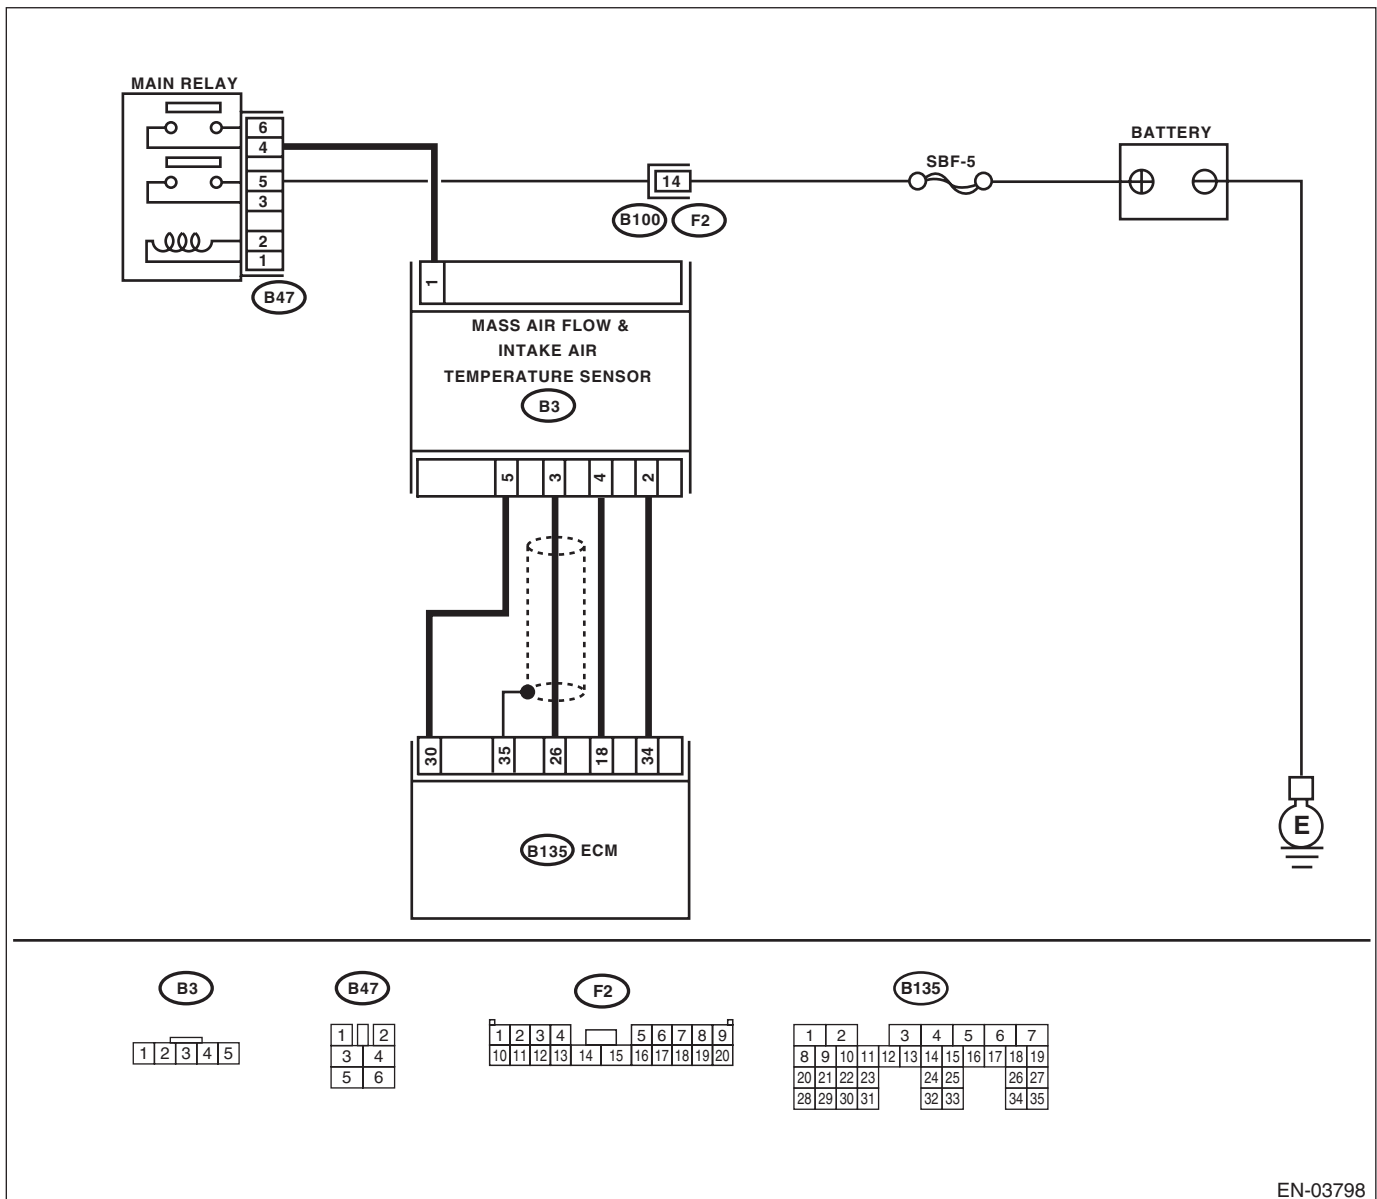 MAIN RELAY
6
4
5
3
2
1
B47
14
B100 F2
SBF-5
BATTERY
1
MASS AIR FLOW &
INTAKE AIR
TEMPERATURE SENSOR
B3
5 3 4 2
30 35 26 18 34
B135 ECM
E
B3
1 2 3 4 5
B47
1 2
3 4
5 6
F2
1 2 3 4 5 6 7 8 9
10 11 12 13 14 15 16 17 18 19 20
B135
1 2 3 4 5 6 7
8 9 10 11 12 13 14 15 16 17 18 19
20 21 22 23 24 25 26 27
28 29 30 31 32 33 34 35
EN-03798